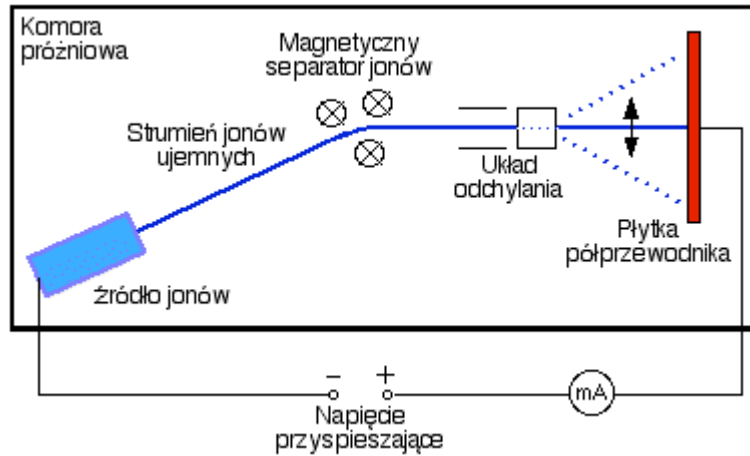 Komora
próżniowa
Magnetyczny
separator jonów
Strumień jonów
ujemnych
Układ
odchylania
Płytka
półprzewodnika
źródło jonów
– +
mA
Napięcie
przyspieszające